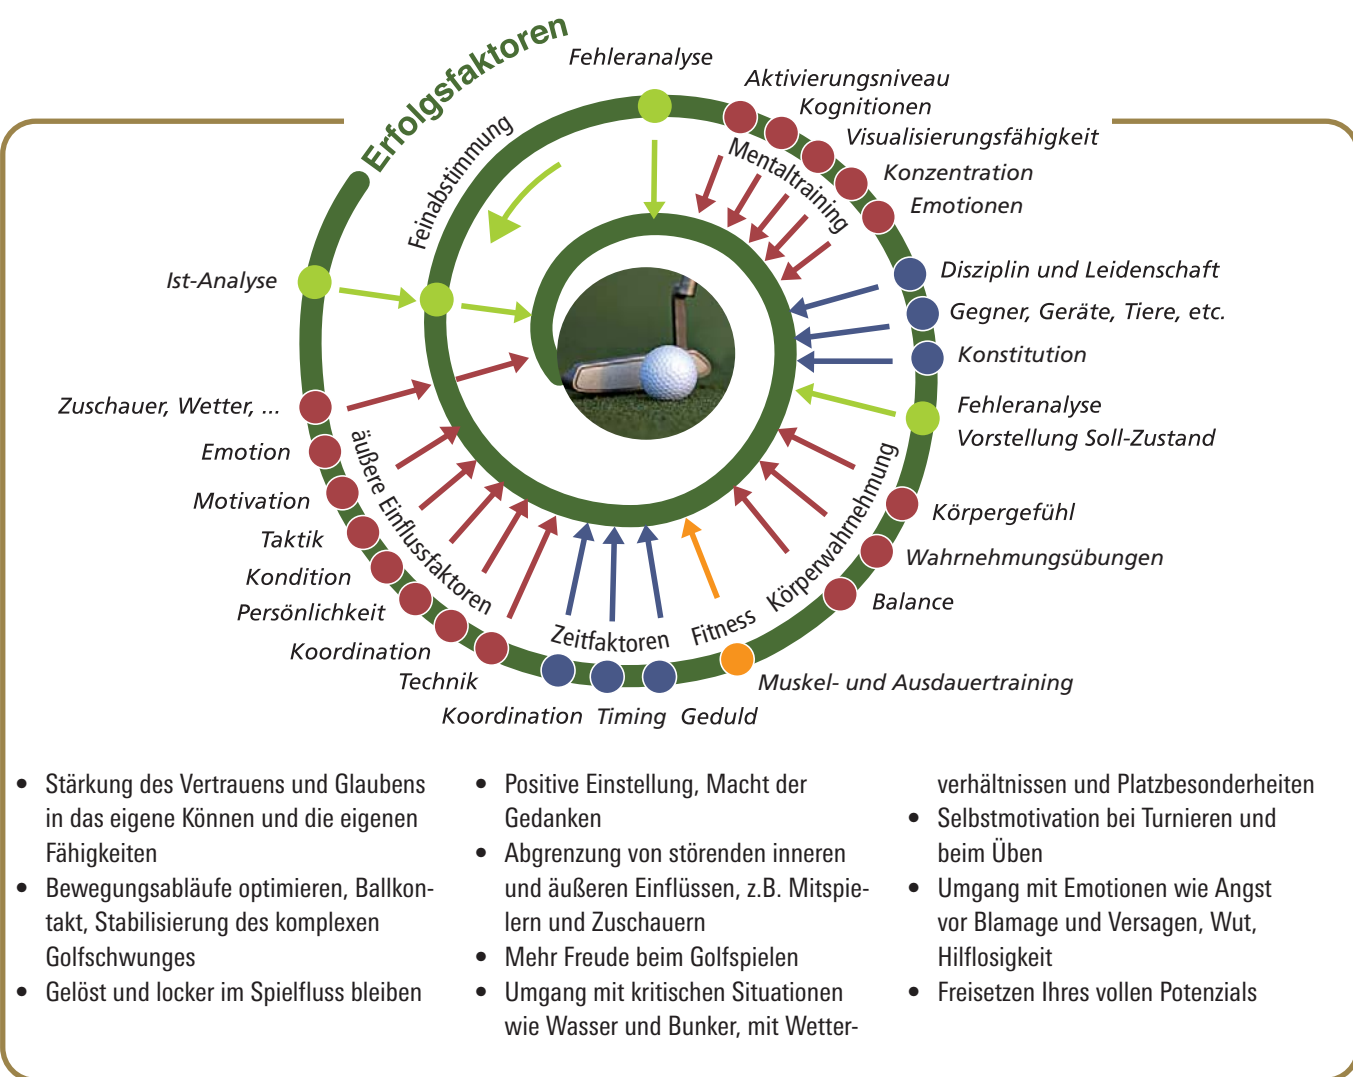 Erfolgsfaktoren
Fehleranalyse
Feinabstimmung
Aktivierungsniveau
Kognitionen
Visualisierungsfähigkeit
Konzentration
Emotionen
Mentaltraining
Disziplin und Leidenschaft
Gegner, Geräte, Tiere, etc.
Konstitution
Fehleranalyse
Vorstellung Soll-Zustand
Körperwahrnehmung
Körpergefühl
Wahrnehmungsübungen
Balance
Fitness
Muskel- und Ausdauertraining
Zeitfaktoren
Koordination Timing Geduld
Ist-Analyse
Zuschauer, Wetter, ...
Emotion
Motivation
Taktik
Kondition
Persönlichkeit
Koordination
Technik
äußere Einflussfaktoren
• Stärkung des Vertrauens und Glaubens
in das eigene Können und die eigenen
Fähigkeiten
• Bewegungsabläufe optimieren, Ballkon-
takt, Stabilisierung des komplexen
Golfschwunges
• Gelöst und locker im Spielfluss bleiben
• Positive Einstellung, Macht der
Gedanken
• Abgrenzung von störenden inneren
und äußeren Einflüssen, z.B. Mitspie-
lern und Zuschauern
• Mehr Freude beim Golfspielen
• Umgang mit kritischen Situationen
wie Wasser und Bunker, mit Wetter-
verhältnissen und Platzbesonderheiten
• Selbstmotivation bei Turnieren und
beim Üben
• Umgang mit Emotionen wie Angst
vor Blamage und Versagen, Wut,
Hilflosigkeit
• Freisetzen Ihres vollen Potenzials